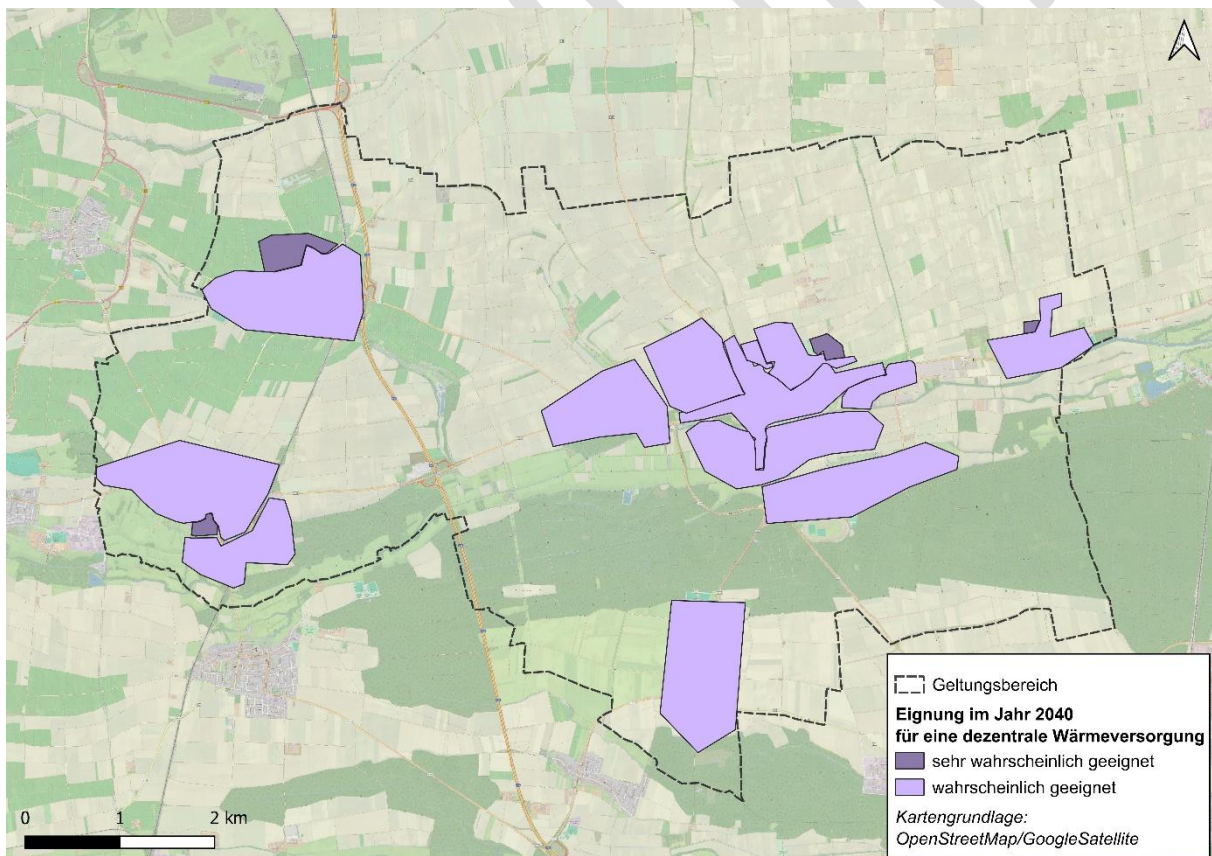 Geltungsbereich
Eignung im Jahr 2040
für eine dezentrale Wärmeversorgung
sehr wahrscheinlich geeignet
wahrscheinlich geeignet
Kartengrundlage:
OpenStreetMap/GoogleSatellite
0 1 2 km